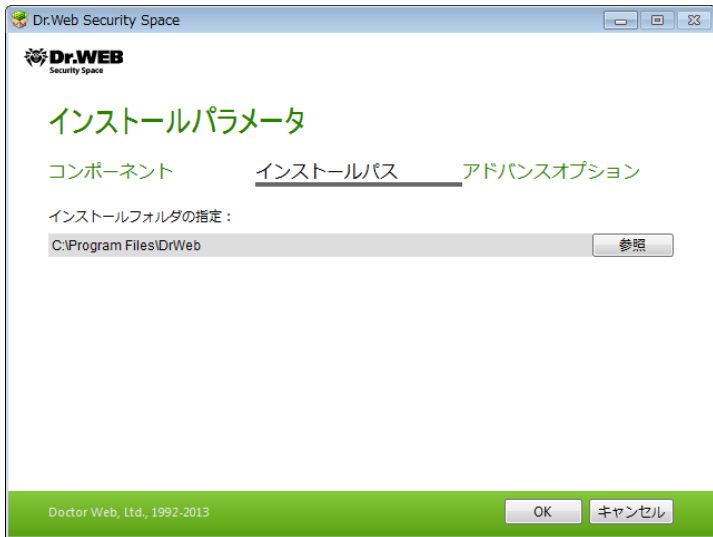 Dr.Web Security Space
Dr.WEB
Security Space
インストールパラメータ
コンポーネント インストールパス アドバンスオプション
インストールフォルダの指定：
C:\Program Files\DrWeb 参照
Doctor Web, Ltd., 1992-2013 OK キャンセル